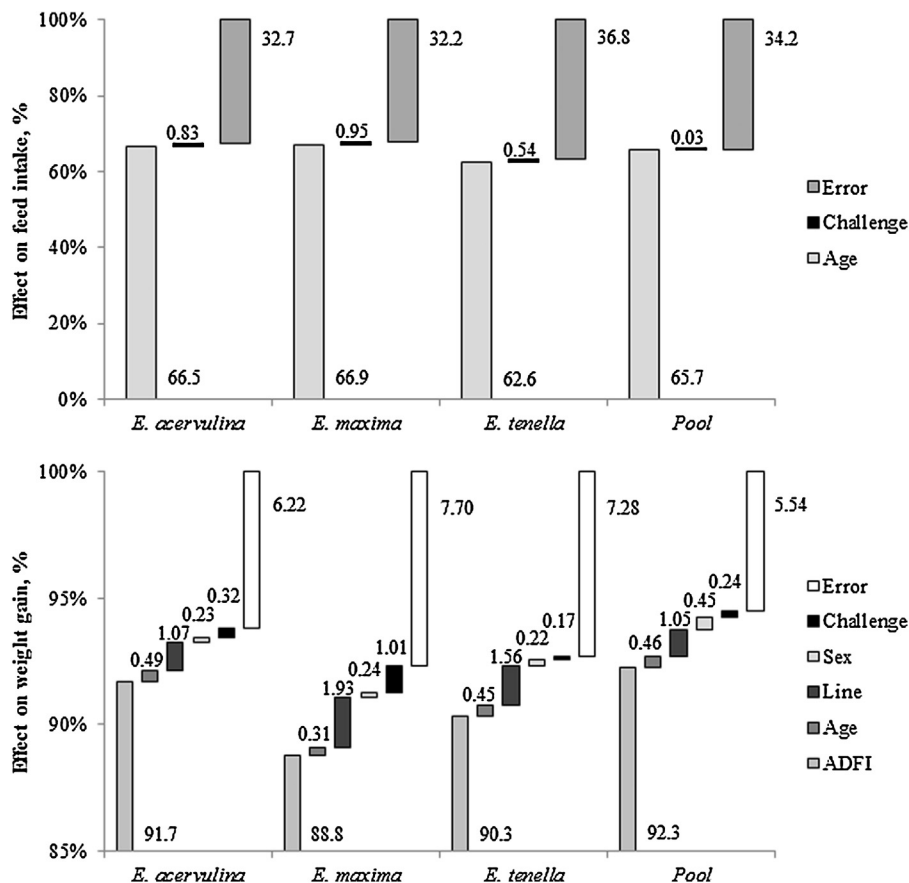 Effect on feed intake, %
100%
80%
60%
40%
20%
0%
32.7
32.2
36.8
34.2
0.83
0.95
0.54
0.03
66.5
66.9
62.6
65.7
E. acervulina
E. maxima
E. tenella
Pool
Error
Challenge
Age
Effect on weight gain, %
100%
95%
90%
85%
6.22
7.70
7.28
5.54
0.49
1.07
0.23
0.32
0.31
1.93
0.24
1.01
0.45
1.56
0.22
0.17
0.46
1.05
0.45
0.24
91.7
88.8
90.3
92.3
E. acervulina
E. maxima
E. tenella
Pool
Error
Challenge
Sex
Line
Age
ADFI